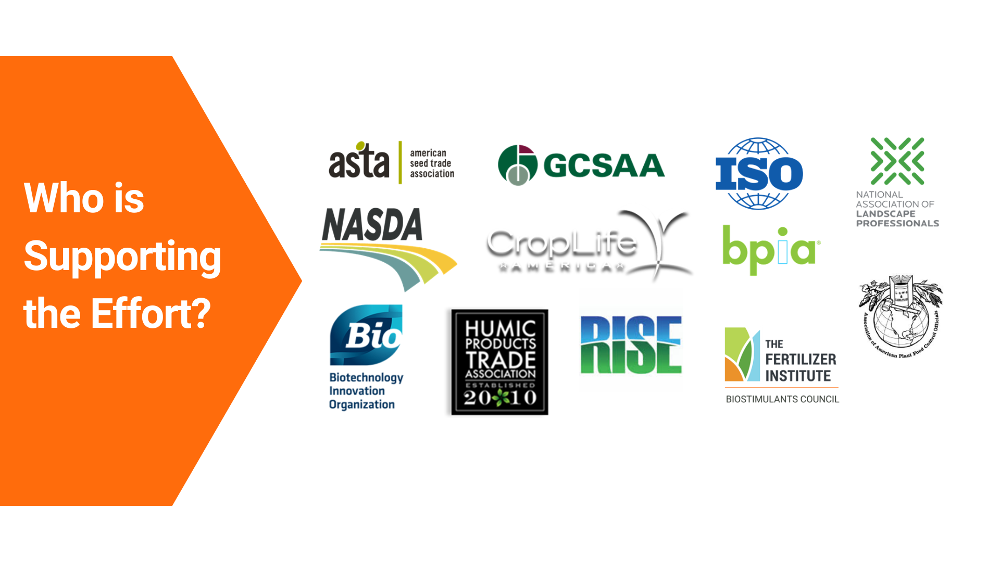 Who is
Supporting
the Effort?
asta
american
seed trade
association
GCSAA
ISO
NATIONAL
ASSOCIATION OF
LANDSCAPE
PROFESSIONALS
NASDA
CropLife
AMERICA
bpia®
Bio
Biotechnology
Innovation
Organization
HUMIC
PRODUCTS
TRADE
ASSOCIATION
ESTABLISHED
2010
RISE
THE
FERTILIZER
INSTITUTE
BIOSTIMULANTS COUNCIL
LAWS
&
REGULATIONS
Association of American Plant Food Control Officials